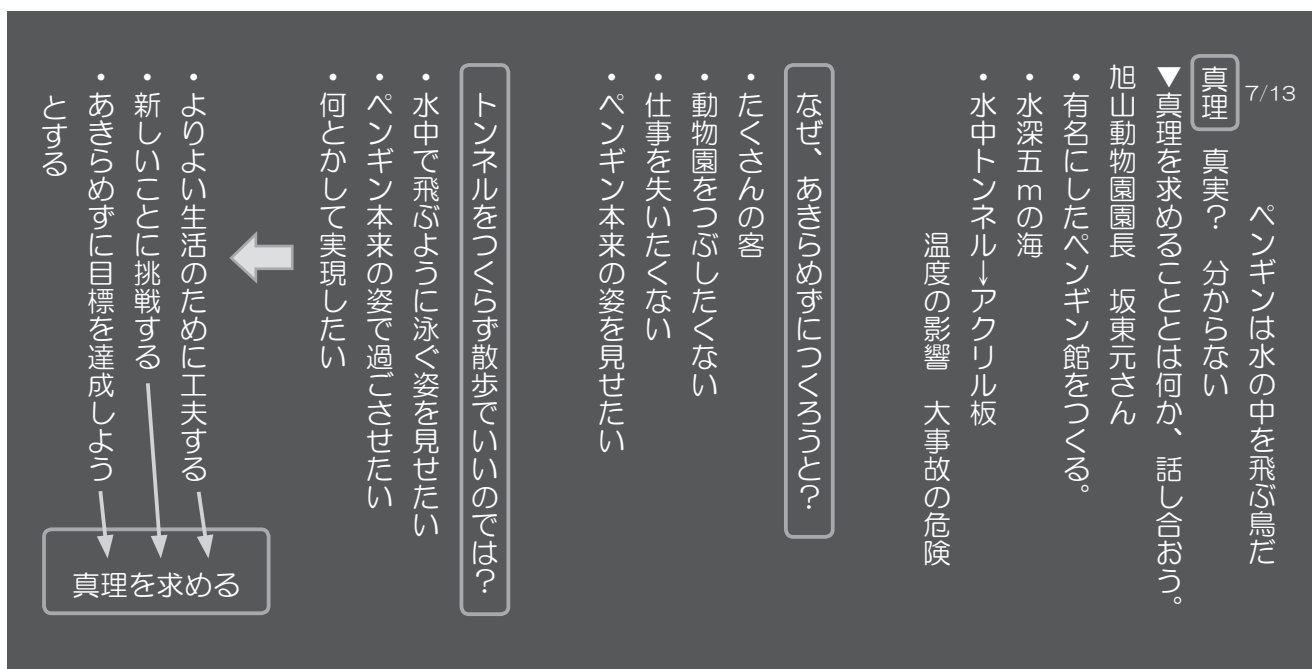 7/13
ペンギンは水の中を飛ぶ鳥だ
真理　真実？　分からない
▼真理を求めることとは何か、話し合おう。
旭山動物園園長　坂東元さん
・有名にしたペンギン館をつくる。
・水深五ｍの海
・水中トンネル→アクリル板
温度の影響　大事故の危険
なぜ、あきらめずにつくろうと？
・たくさんの客
・動物園をつぶしたくない
・仕事を失いたくない
・ペンギン本来の姿を見せたい
トンネルをつくらず散歩でいいのでは？
・水中で飛ぶように泳ぐ姿を見せたい
・ペンギン本来の姿で過ごさせたい
・何とかして実現したい
・よりよい生活のために工夫する
・新しいことに挑戦する
・あきらめずに目標を達成しよう
とする
真理を求める